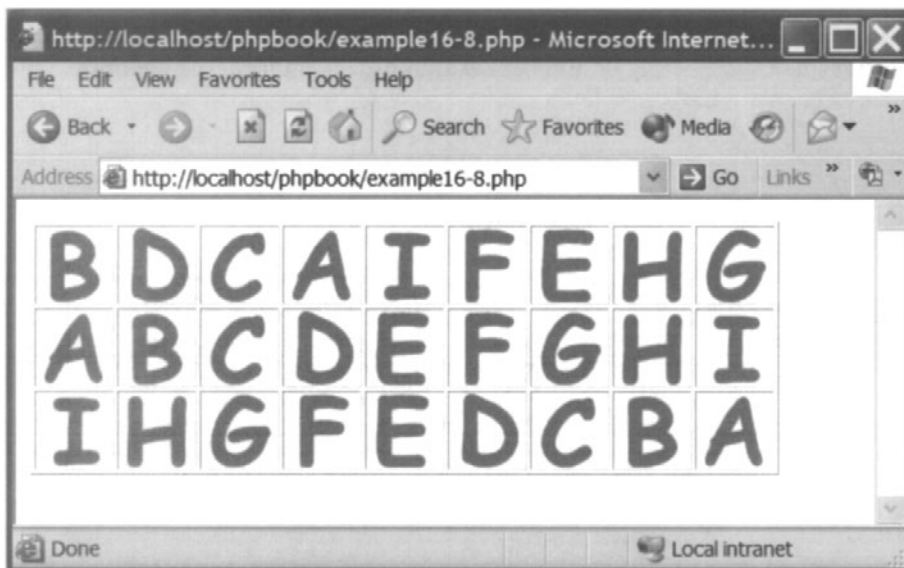 http://localhost/phpbook/example16-8.php - Microsoft Internet...
File Edit View Favorites Tools Help
Back Search Favorites Media »
Address http://localhost/phpbook/example16-8.php Go Links »
B D C A I F E H G
A B C D E F G H I
I H G F E D C B A
Done Local intranet